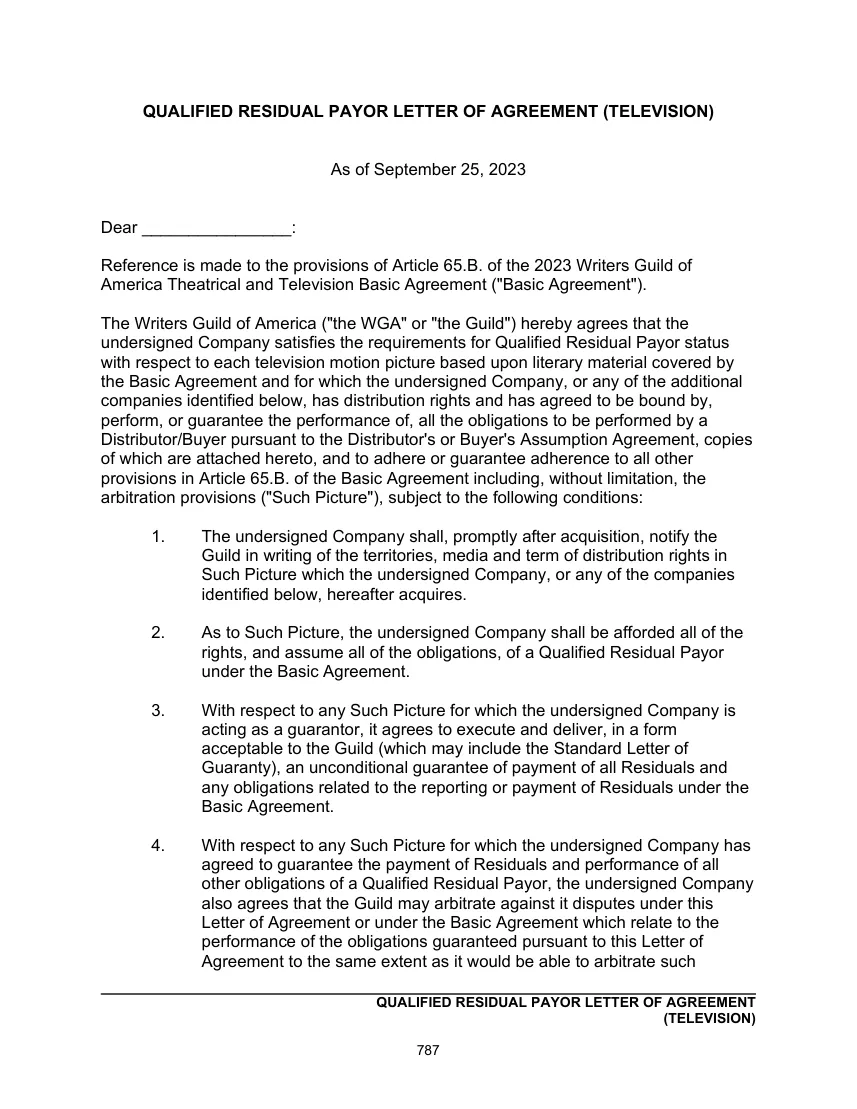 QUALIFIED RESIDUAL PAYOR LETTER OF AGREEMENT (TELEVISION)
As of September 25, 2023
Dear ________________:
Reference is made to the provisions of Article 65.B. of the 2023 Writers Guild of
America Theatrical and Television Basic Agreement ("Basic Agreement").
The Writers Guild of America ("the WGA" or "the Guild") hereby agrees that the
undersigned Company satisfies the requirements for Qualified Residual Payor status
with respect to each television motion picture based upon literary material covered by
the Basic Agreement and for which the undersigned Company, or any of the additional
companies identified below, has distribution rights and has agreed to be bound by,
perform, or guarantee the performance of, all the obligations to be performed by a
Distributor/Buyer pursuant to the Distributor's or Buyer's Assumption Agreement, copies
of which are attached hereto, and to adhere or guarantee adherence to all other
provisions in Article 65.B. of the Basic Agreement including, without limitation, the
arbitration provisions ("Such Picture"), subject to the following conditions:
1. The undersigned Company shall, promptly after acquisition, notify the
Guild in writing of the territories, media and term of distribution rights in
Such Picture which the undersigned Company, or any of the companies
identified below, hereafter acquires.
2. As to Such Picture, the undersigned Company shall be afforded all of the
rights, and assume all of the obligations, of a Qualified Residual Payor
under the Basic Agreement.
3. With respect to any Such Picture for which the undersigned Company is
acting as a guarantor, it agrees to execute and deliver, in a form
acceptable to the Guild (which may include the Standard Letter of
Guaranty), an unconditional guarantee of payment of all Residuals and
any obligations related to the reporting or payment of Residuals under the
Basic Agreement.
4. With respect to any Such Picture for which the undersigned Company has
agreed to guarantee the payment of Residuals and performance of all
other obligations of a Qualified Residual Payor, the undersigned Company
also agrees that the Guild may arbitrate against it disputes under this
Letter of Agreement or under the Basic Agreement which relate to the
performance of the obligations guaranteed pursuant to this Letter of
Agreement to the same extent as it would be able to arbitrate such
QUALIFIED RESIDUAL PAYOR LETTER OF AGREEMENT
(TELEVISION)
787